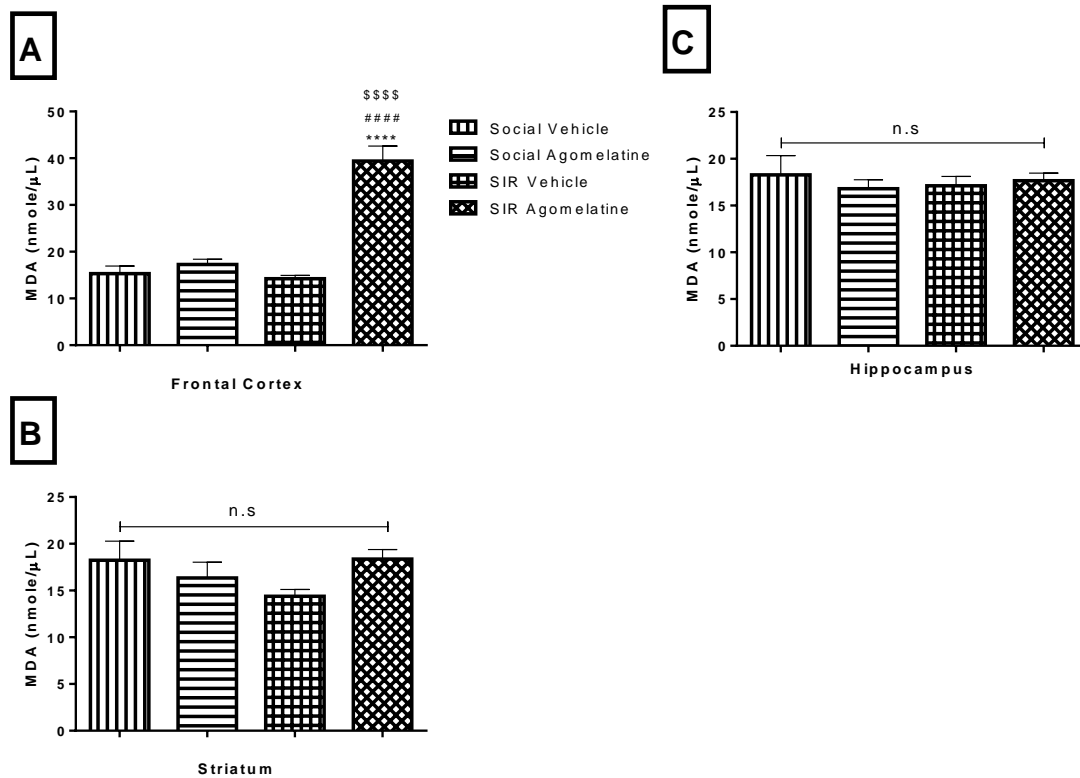 A
MDA (nmole/μL)
50
40
30
20
10
0
$$$$
####
****
Frontal Cortex
Social Vehicle
Social Agomelatine
SIR Vehicle
SIR Agomelatine
C
MDA (nmole/μL)
25
20
15
10
5
0
n.s
Hippocampus
B
MDA (nmole/μL)
25
20
15
10
5
0
n.s
Striatum